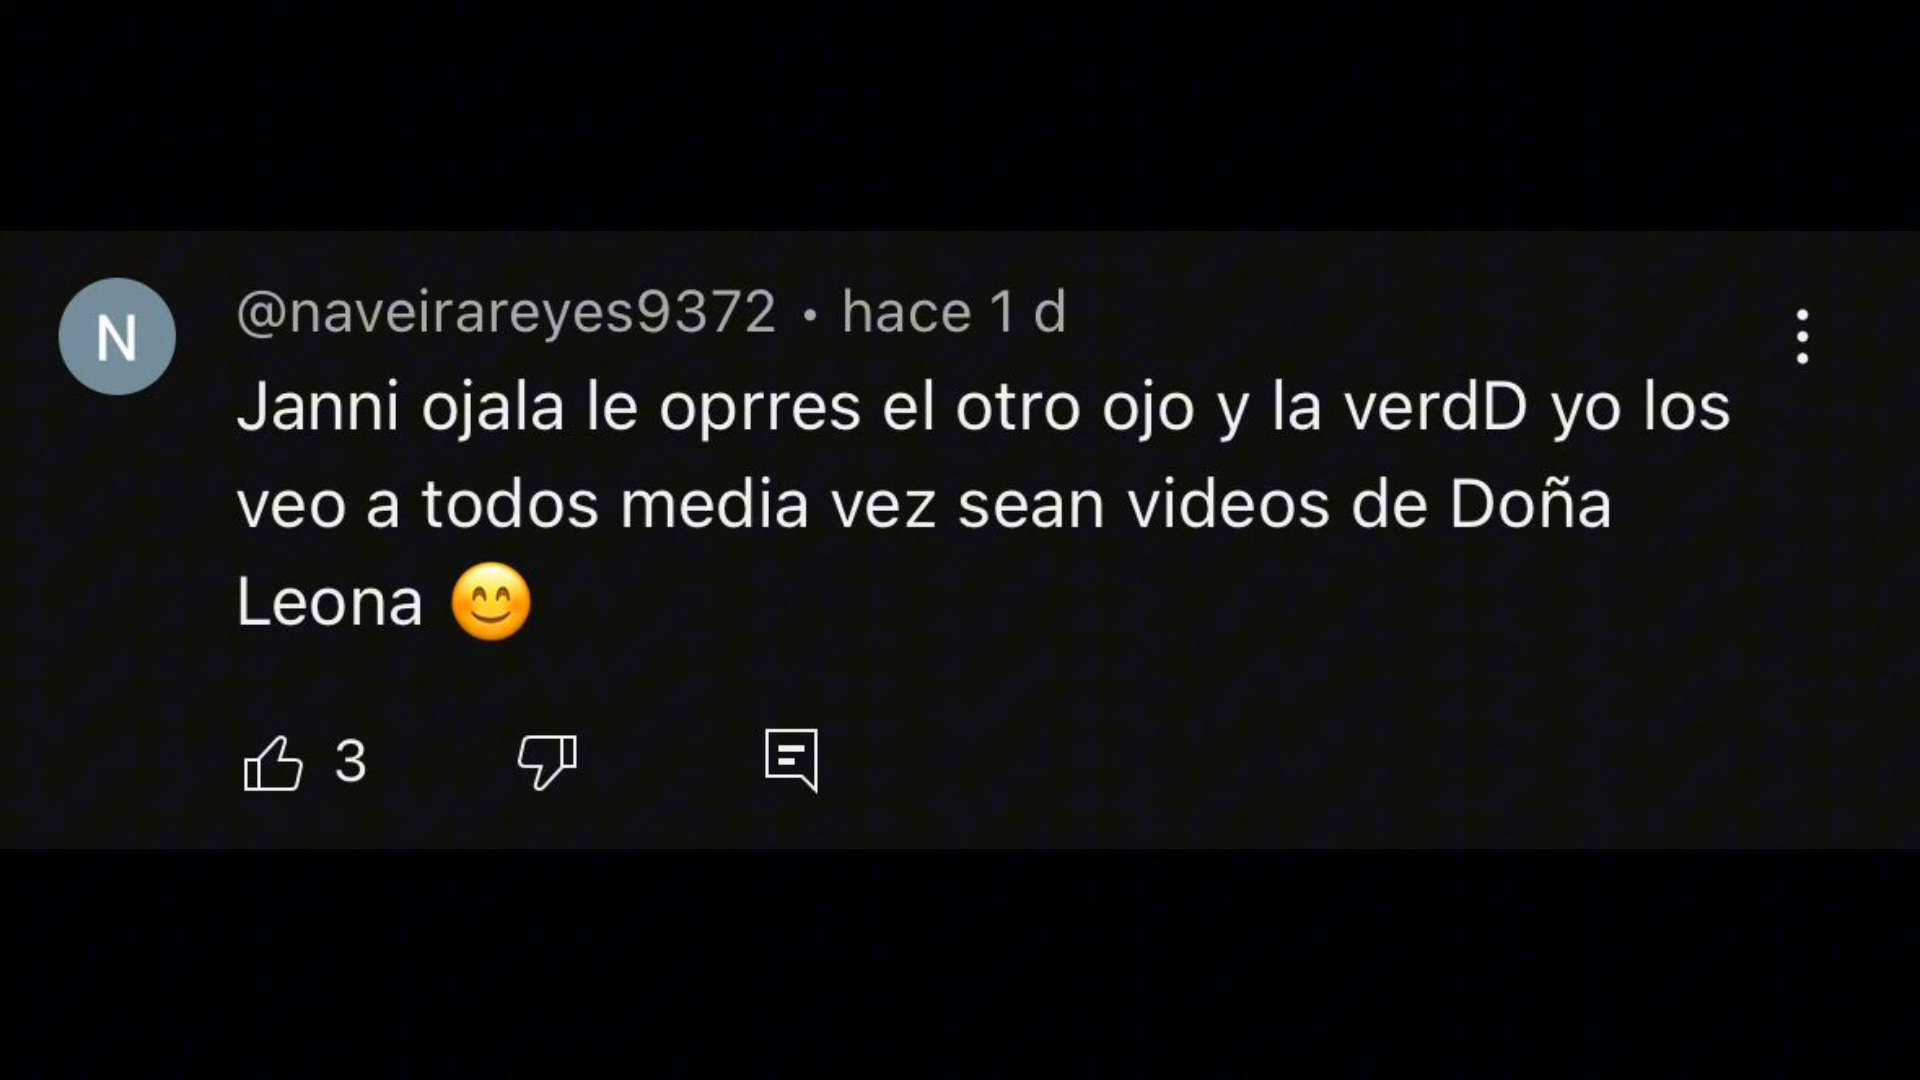 N
@naveirareyes9372 • hace 1 d
Janni ojala le oprres el otro ojo y la verdD yo los
veo a todos media vez sean videos de Doña
Leona 😊
3